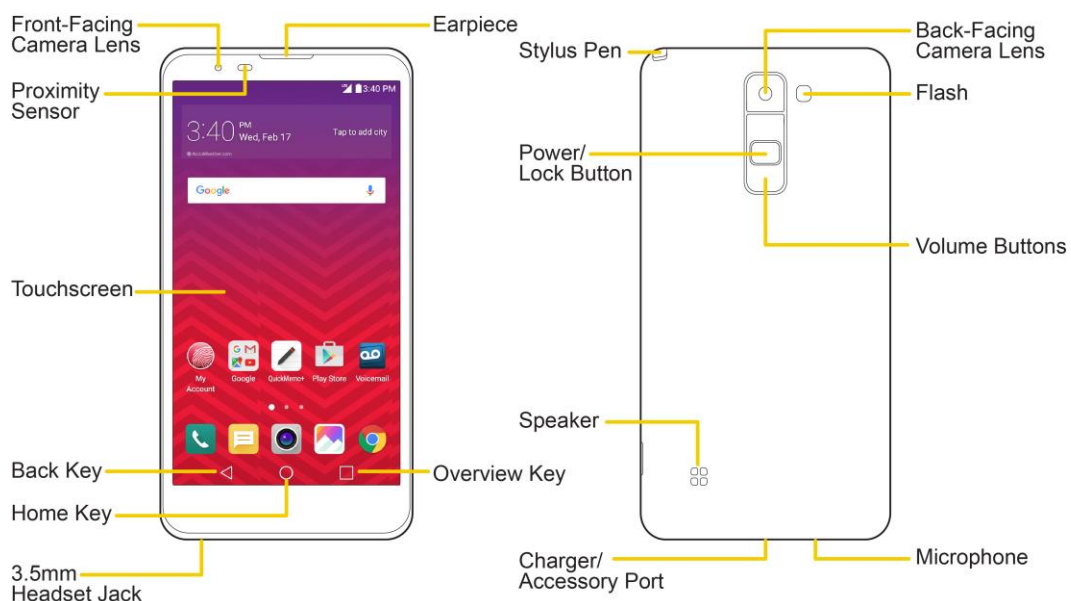 Front-Facing
Camera Lens
Earpiece
Proximity
Sensor
3:40 PM
3:40 PM
Wed, Feb 17
Tap to add city
Google
Touchscreen
My
Account
Google
QuickMemo+
Play Store
Voicemail
Back Key
Overview Key
Home Key
3.5mm
Headset Jack
Stylus Pen
Back-Facing
Camera Lens
Flash
Power/
Lock Button
Volume Buttons
Speaker
Charger/
Accessory Port
Microphone